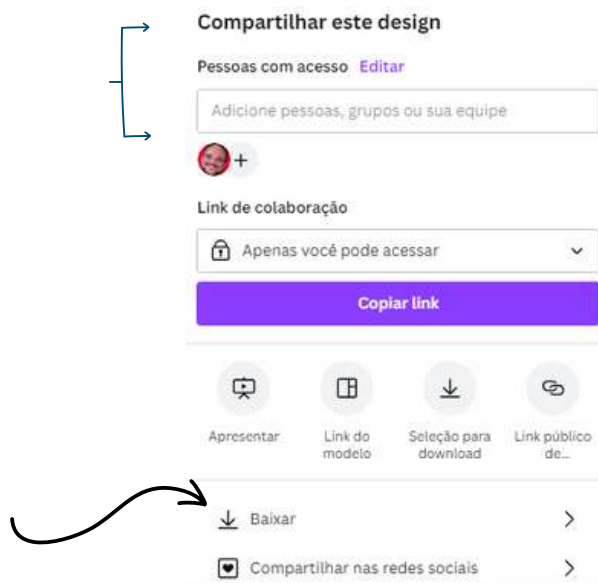 Compartilhar este design
Pessoas com acesso Editar
Adicione pessoas, grupos ou sua equipe
Link de colaboração
Apenas você pode acessar
Copiar link
Apresentar
Link do modelo
Seleção para download
Link público de...
Baixar
Compartilhar nas redes sociais